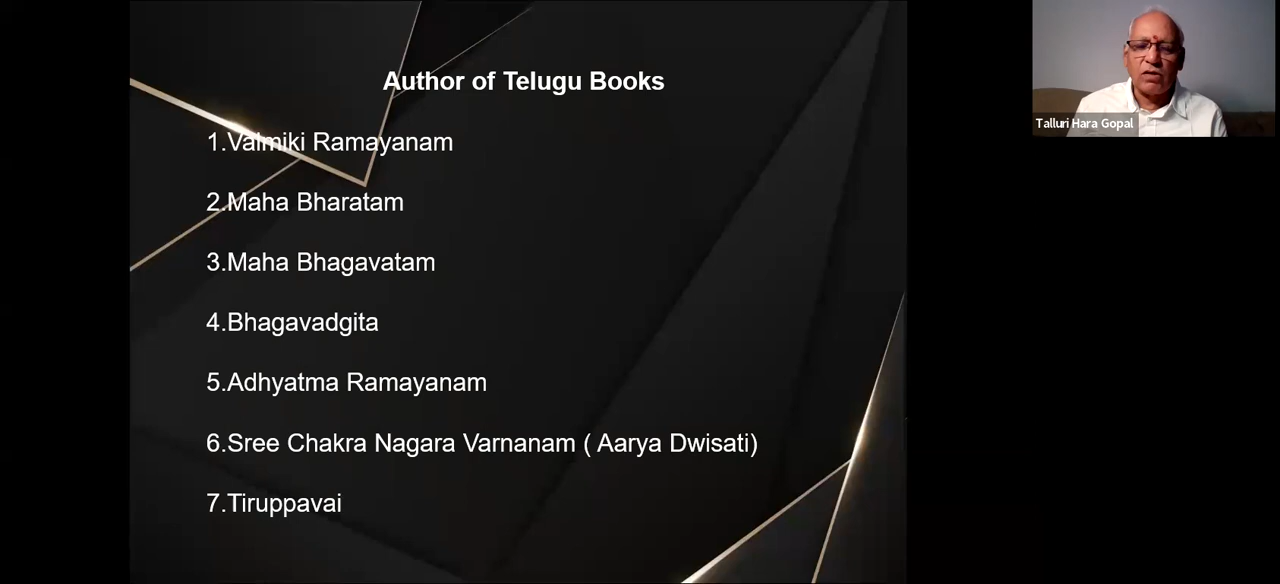 Author of Telugu Books
1.Valmiki Ramayanam
2.Maha Bharatam
3.Maha Bhagavatam
4.Bhagavadgita
5.Adhyatma Ramayanam
6.Sree Chakra Nagara Varnanam ( Aarya Dwisati)
7.Tiruppavai
Talluri Hara Gopal